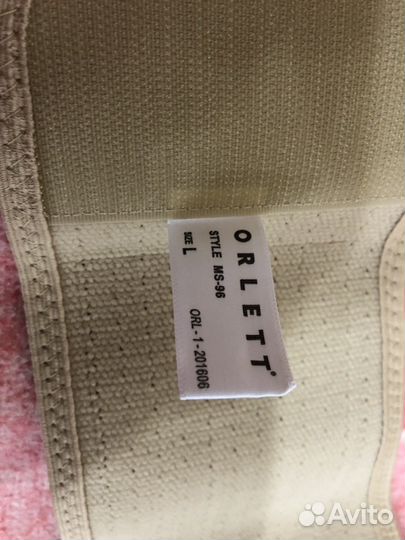 ORLETT®
STYLE MS-96
SIZE L
ORL-1-201606
Avito